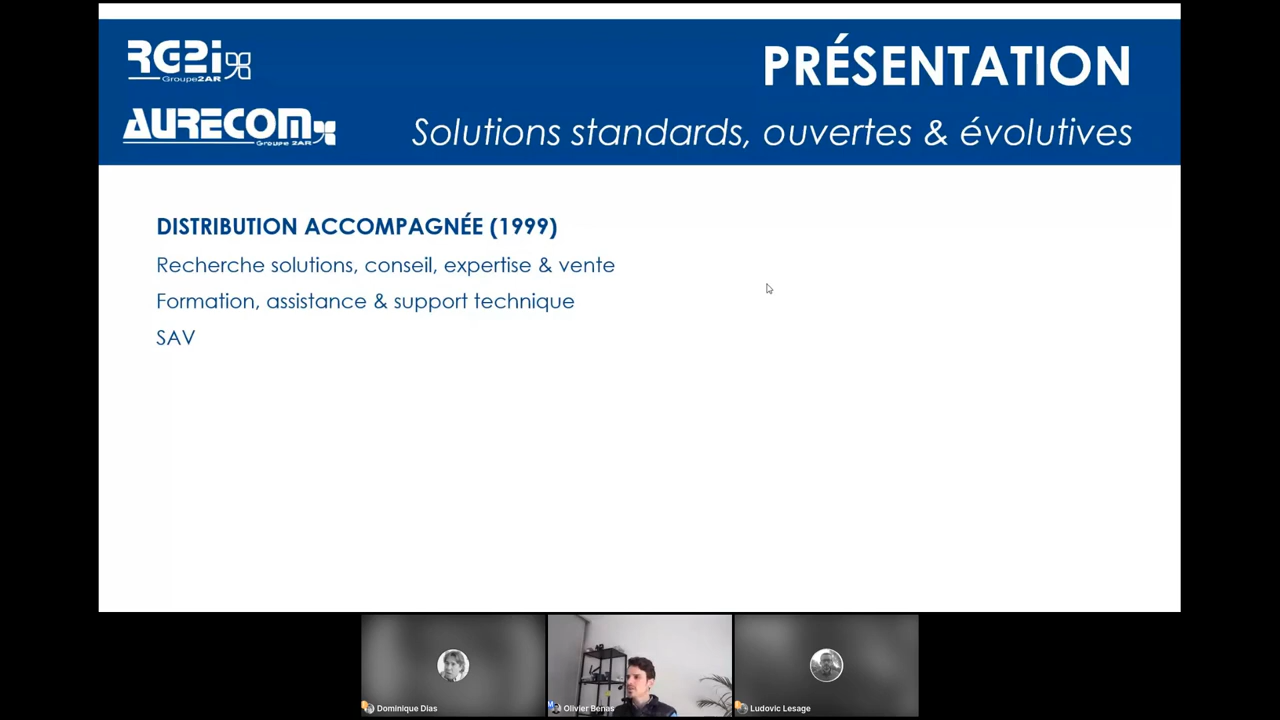 RG2i
Groupe2AR
PRÉSENTATION
AURECOM
Groupe 2AR
Solutions standards, ouvertes & évolutives
DISTRIBUTION ACCOMPAGNÉE (1999)
Recherche solutions, conseil, expertise & vente
Formation, assistance & support technique
SAV
Dominique Dias
Olivier Benas
Ludovic Lesage